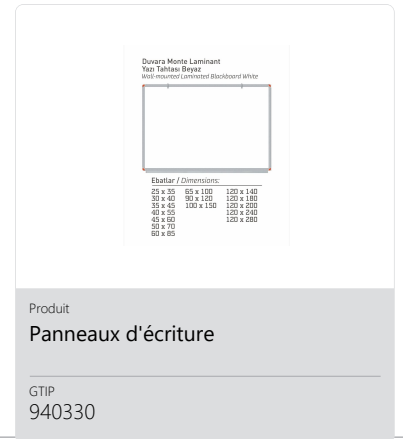 Duvara Monte Laminant
Yazı Tahtası Beyaz
Wall-mounted Laminated Blackboard White
Ebatlar / Dimensions:
25 x 35 65 x 100 120 x 140
30 x 40 90 x 120 120 x 180
35 x 45 100 x 150 120 x 200
40 x 55 120 x 240
45 x 60 120 x 280
50 x 70
60 x 85
Produit
Panneaux d'écriture
GTIP
940330